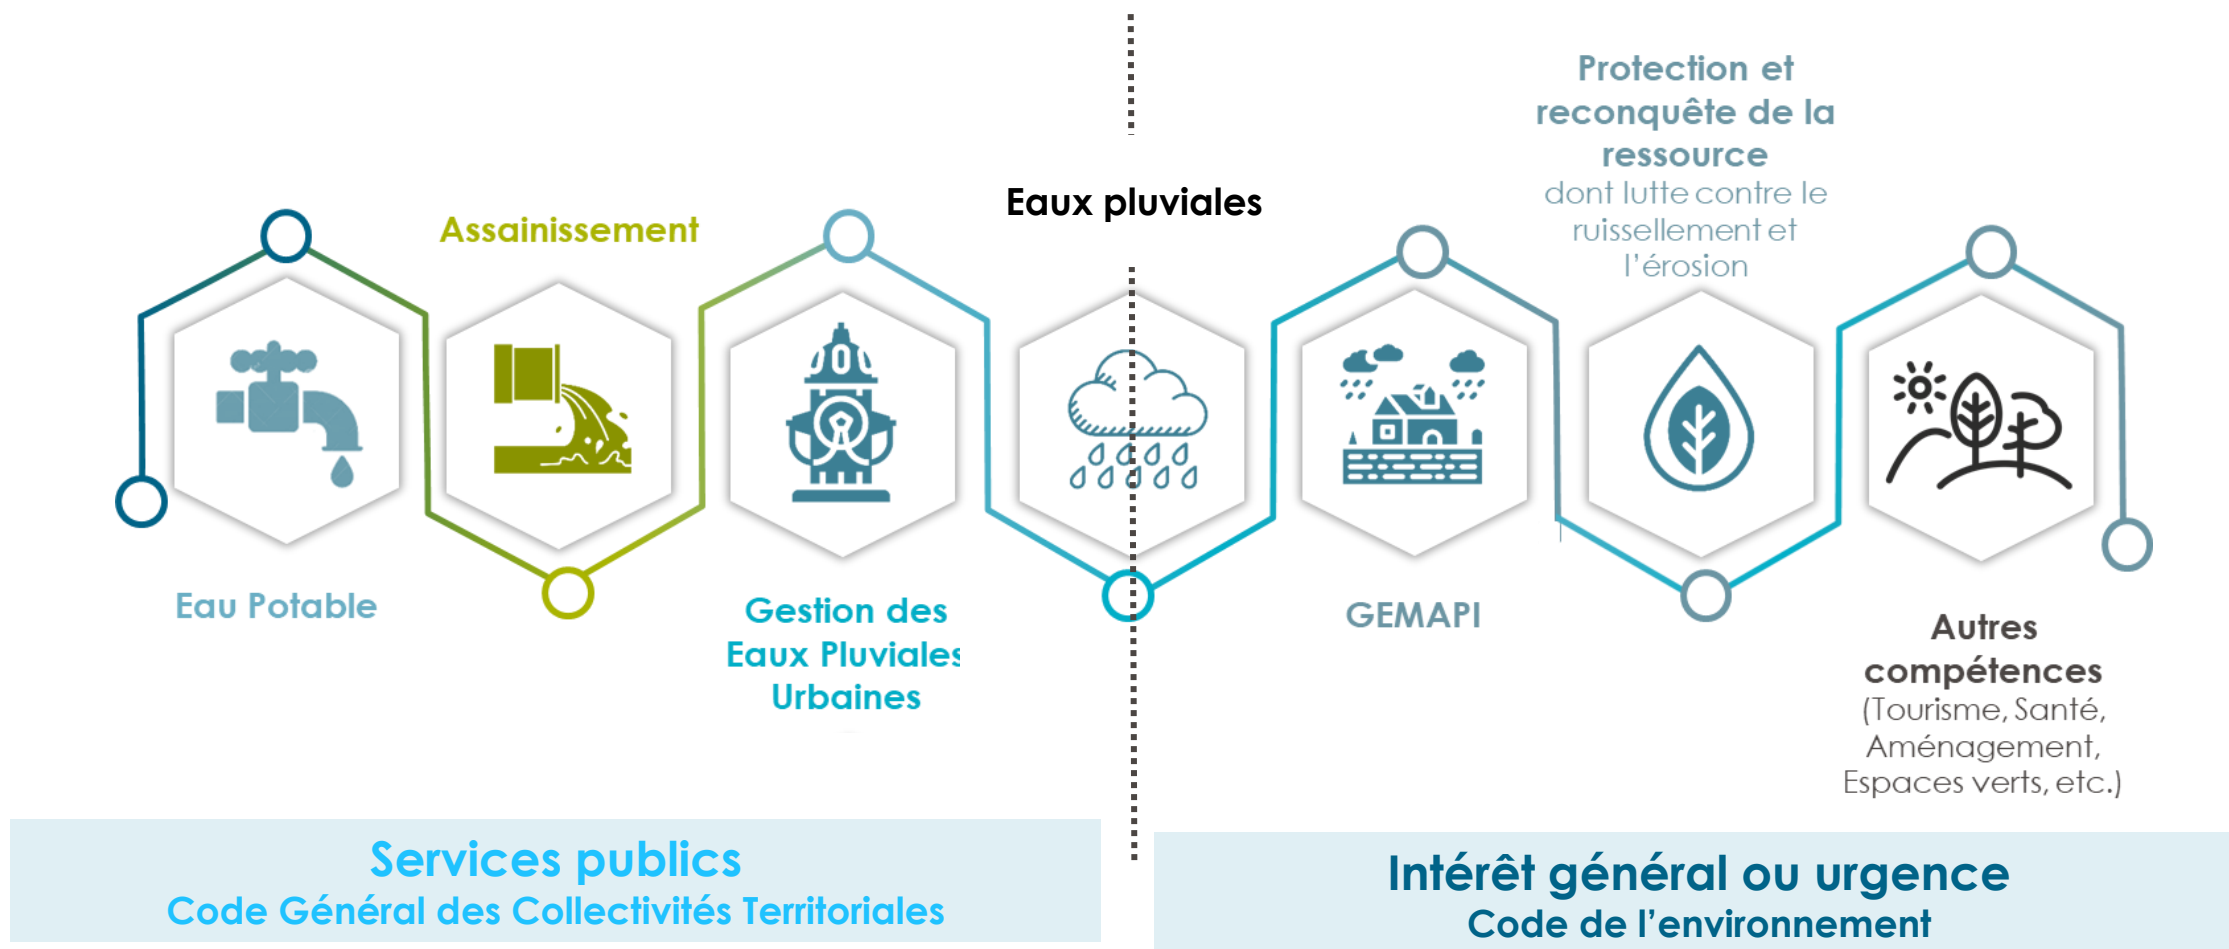 Protection et
reconquête de la
ressource
dont lutte contre le
ruissellement et
l'érosion
Eaux pluviales
Assainissement
Eau Potable
Gestion des
Eaux Pluviales
Urbaines
GEMAPI
Autres
compétences
(Tourisme, Santé,
Aménagement,
Espaces verts, etc.)
Services publics
Code Général des Collectivités Territoriales
Intérêt général ou urgence
Code de l'environnement